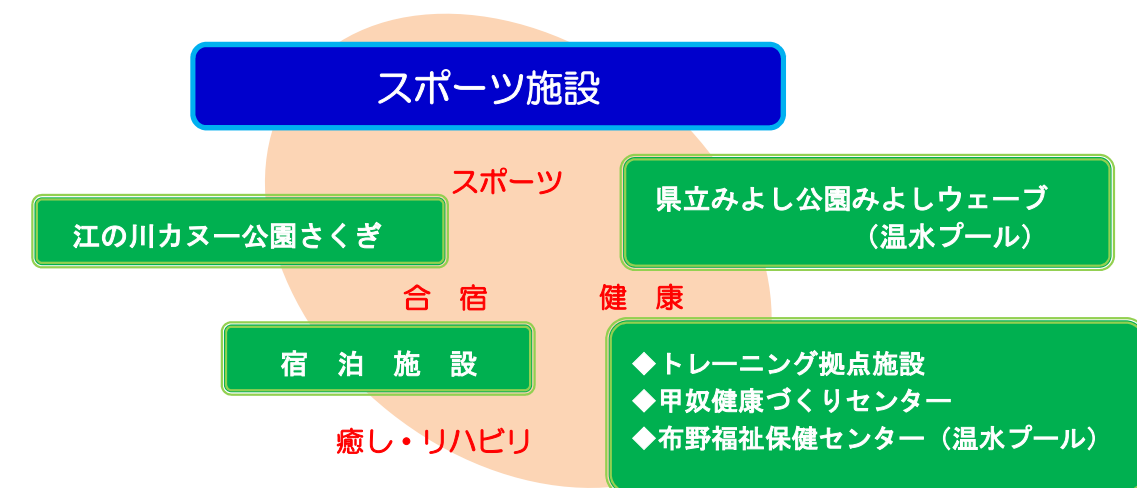 スポーツ施設
スポーツ
県立みよし公園みよしウェーブ
（温水プール）
江の川カヌー公園さくぎ
合　宿
健　康
宿　泊　施　設
◆トレーニング拠点施設
◆甲奴健康づくりセンター
◆布野福祉保健センター（温水プール）
癒し・リハビリ